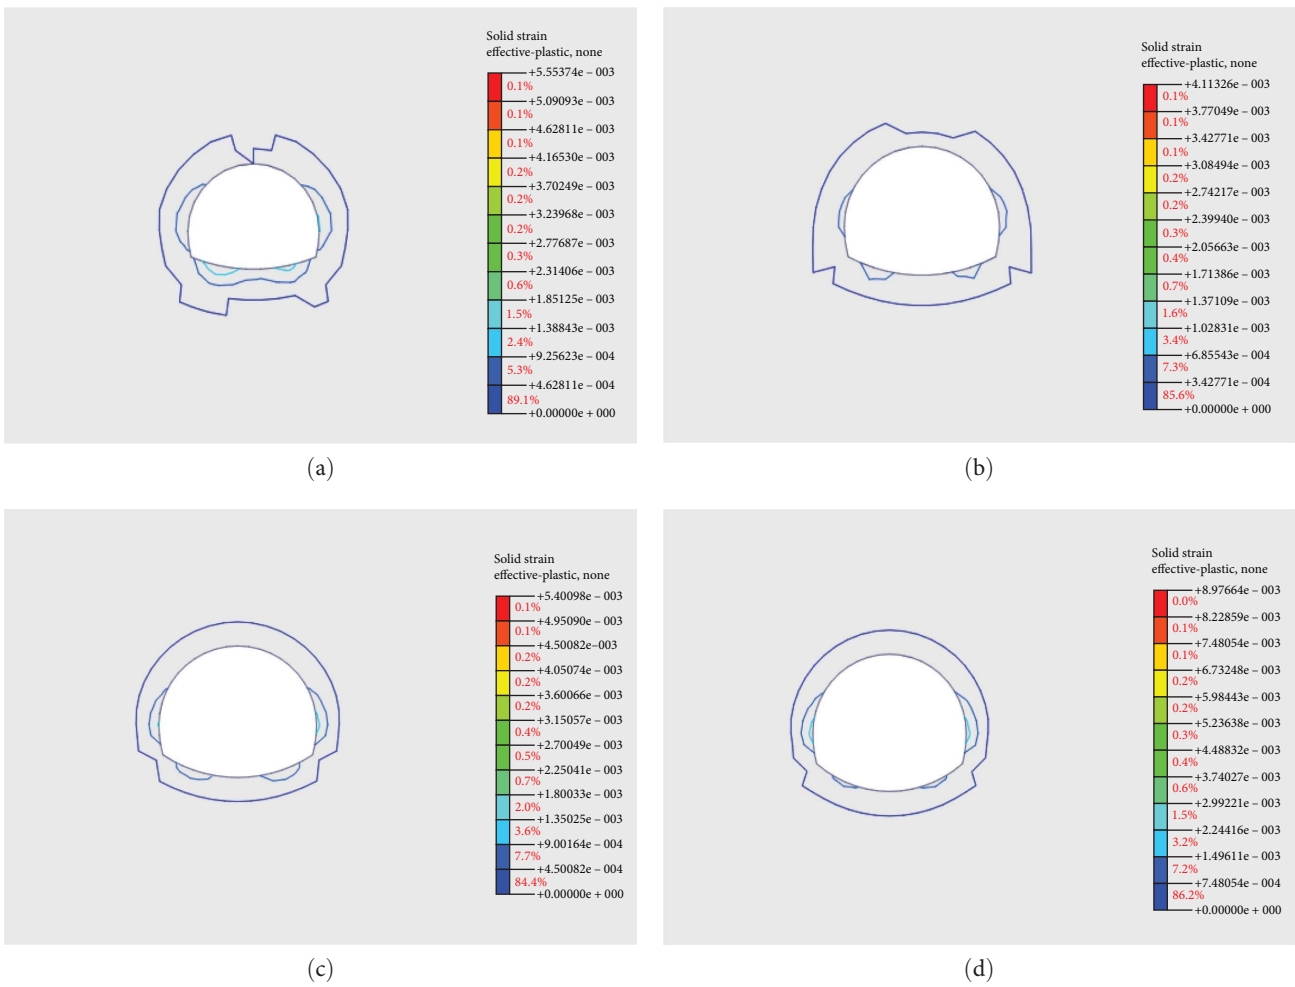 Solid strain
effective-plastic, none
+5.55374e – 003
0.1%
+5.09093e – 003
0.1%
+4.62811e – 003
0.1%
+4.16530e – 003
0.2%
+3.70249e – 003
0.2%
+3.23968e – 003
0.2%
+2.77687e – 003
0.3%
+2.31406e – 003
0.6%
+1.85125e – 003
1.5%
+1.38843e – 003
2.4%
+9.25623e – 004
5.3%
+4.62811e – 004
89.1%
+0.00000e + 000
(a)
Solid strain
effective-plastic, none
+4.11326e – 003
0.1%
+3.77049e – 003
0.1%
+3.42771e – 003
0.1%
+3.08494e – 003
0.2%
+2.74217e – 003
0.2%
+2.39940e – 003
0.3%
+2.05663e – 003
0.4%
+1.71386e – 003
0.7%
+1.37109e – 003
1.6%
+1.02831e – 003
3.4%
+6.85543e – 004
7.3%
+3.42771e – 004
85.6%
+0.00000e + 000
(b)
Solid strain
effective-plastic, none
+5.40098e – 003
0.1%
+4.95090e – 003
0.1%
+4.50082e–003
0.2%
+4.05074e – 003
0.2%
+3.60066e – 003
0.2%
+3.15057e – 003
0.4%
+2.70049e – 003
0.5%
+2.25041e – 003
0.7%
+1.80033e – 003
2.0%
+1.35025e – 003
3.6%
+9.00164e – 004
7.7%
+4.50082e – 004
84.4%
+0.00000e + 000
(c)
Solid strain
effective-plastic, none
+8.97664e – 003
0.0%
+8.22859e – 003
0.1%
+7.48054e – 003
0.1%
+6.73248e – 003
0.2%
+5.98443e – 003
0.2%
+5.23638e – 003
0.3%
+4.48832e – 003
0.4%
+3.74027e – 003
0.6%
+2.99221e – 003
1.5%
+2.24416e – 003
3.2%
+1.49611e – 003
7.2%
+7.48054e – 004
86.2%
+0.00000e + 000
(d)